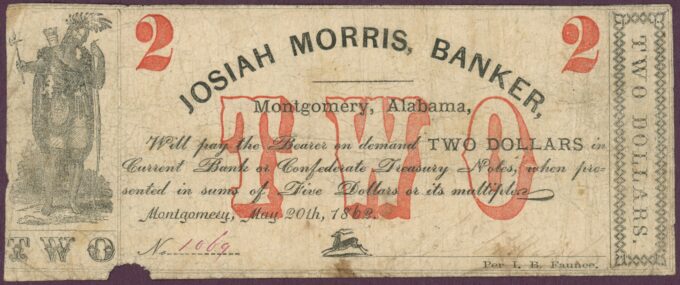 2 2
JOSIAH MORRIS, BANKER,
Montgomery, Alabama,
Will pay the Bearer on demand TWO DOLLARS in
Current Bank or Confederate Treasury Notes, when pre-
sented in sums of Five Dollars or its multiple.
Montgomery, May 20th, 1862.
No. 1069
Per I. B. Faunce.
TWO
TWO
TWO DOLLARS.